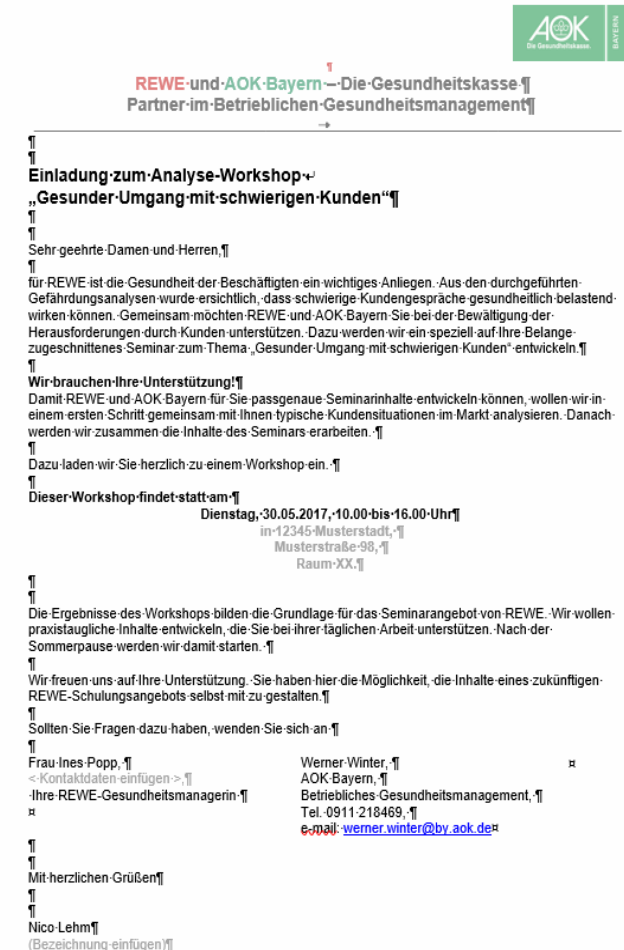 AOK
Die Gesundheitskasse.
BAYERN
¶
REWE·und·AOK·Bayern·–·Die·Gesundheitskasse·¶
Partner·im·Betrieblichen·Gesundheitsmanagement¶
→
¶
¶
Einladung·zum·Analyse-Workshop·↵
„Gesunder·Umgang·mit·schwierigen·Kunden“¶
¶
¶
Sehr·geehrte·Damen·und·Herren,¶
¶
für·REWE·ist·die·Gesundheit·der·Beschäftigten·ein·wichtiges·Anliegen.·Aus·den·durchgeführten·
Gefährdungsanalysen·wurde·ersichtlich,·dass·schwierige·Kundengespräche·gesundheitlich·belastend·
wirken·können.·Gemeinsam·möchten·REWE·und·AOK·Bayern·Sie·bei·der·Bewältigung·der·
Herausforderungen·durch·Kunden·unterstützen.·Dazu·werden·wir·ein·speziell·auf·Ihre·Belange·
zugeschnittenes·Seminar·zum·Thema·„Gesunder·Umgang·mit·schwierigen·Kunden“·entwickeln.¶
¶
Wir·brauchen·Ihre·Unterstützung!¶
Damit·REWE·und·AOK·Bayern·für·Sie·passgenaue·Seminarinhalte·entwickeln·können,·wollen·wir·in·
einem·ersten·Schritt·gemeinsam·mit·Ihnen·typische·Kundensituationen·im·Markt·analysieren.·Danach·
werden·wir·zusammen·die·Inhalte·des·Seminars·erarbeiten.·¶
¶
Dazu·laden·wir·Sie·herzlich·zu·einem·Workshop·ein.·¶
¶
Dieser·Workshop·findet·statt·am·¶
Dienstag,·30.05.2017,·10.00·bis·16.00·Uhr¶
in·12345·Musterstadt,·¶
Musterstraße·98,·¶
Raum·XX.¶
¶
¶
Die·Ergebnisse·des·Workshops·bilden·die·Grundlage·für·das·Seminarangebot·von·REWE.·Wir·wollen·
praxistaugliche·Inhalte·entwickeln,·die·Sie·bei·ihrer·täglichen·Arbeit·unterstützen.·Nach·der·
Sommerpause·werden·wir·damit·starten.·¶
¶
Wir·freuen·uns·auf·Ihre·Unterstützung.·Sie·haben·hier·die·Möglichkeit,·die·Inhalte·eines·zukünftigen·
REWE-Schulungsangebots·selbst·mit·zu·gestalten.¶
¶
Sollten·Sie·Fragen·dazu·haben,·wenden·Sie·sich·an·¶
¶
Frau·Ines·Popp,·¶
<·Kontaktdaten·einfügen·>,¶
·Ihre·REWE-Gesundheitsmanagerin·¶
¤
Werner·Winter,·¶
AOK·Bayern,·¶
Betriebliches·Gesundheitsmanagement,·¶
Tel.·0911·218469,·¶
e-mail:·werner.winter@by.aok.de¤
¤
¶
¶
Mit·herzlichen·Grüßen¶
¶
¶
Nico·Lehm¶
(Bezeichnung·einfügen)¶